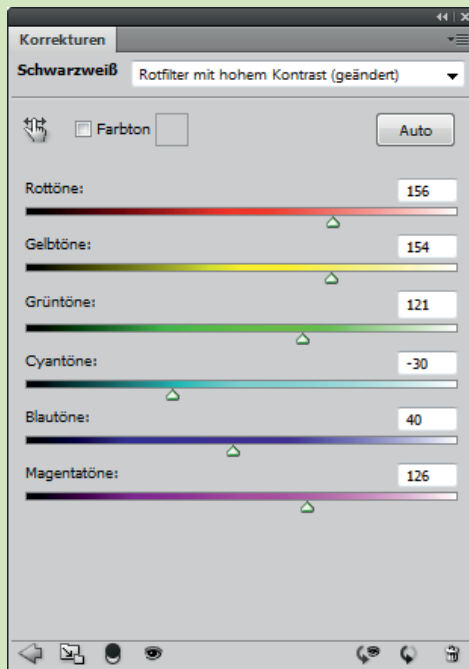 Korrekturen
Schwarzweiß Rotfilter mit hohem Kontrast (geändert)
Farbton Auto
Rottöne: 156
Gelbtöne: 154
Grüntöne: 121
Cyantöne: -30
Blautöne: 40
Magentatöne: 126